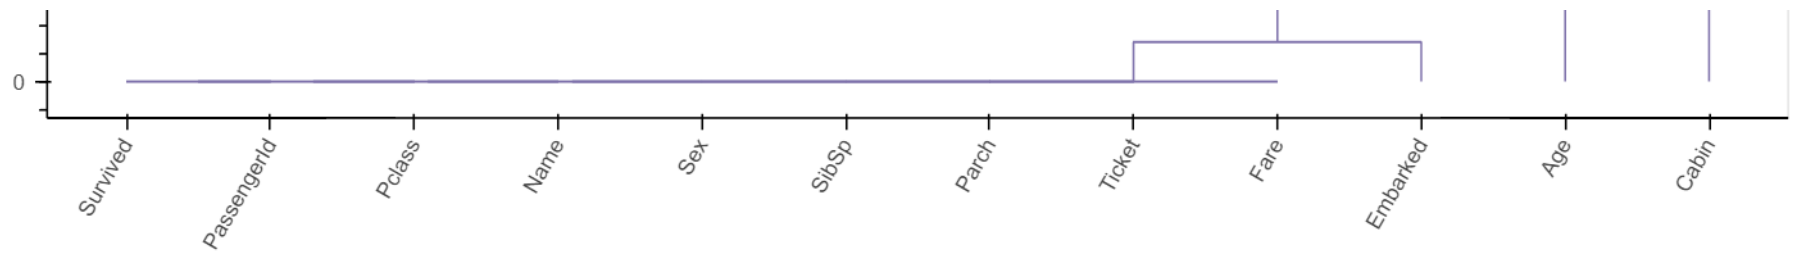 0
Survived
PassengerId
Pclass
Name
Sex
SibSp
Parch
Ticket
Fare
Embarked
Age
Cabin